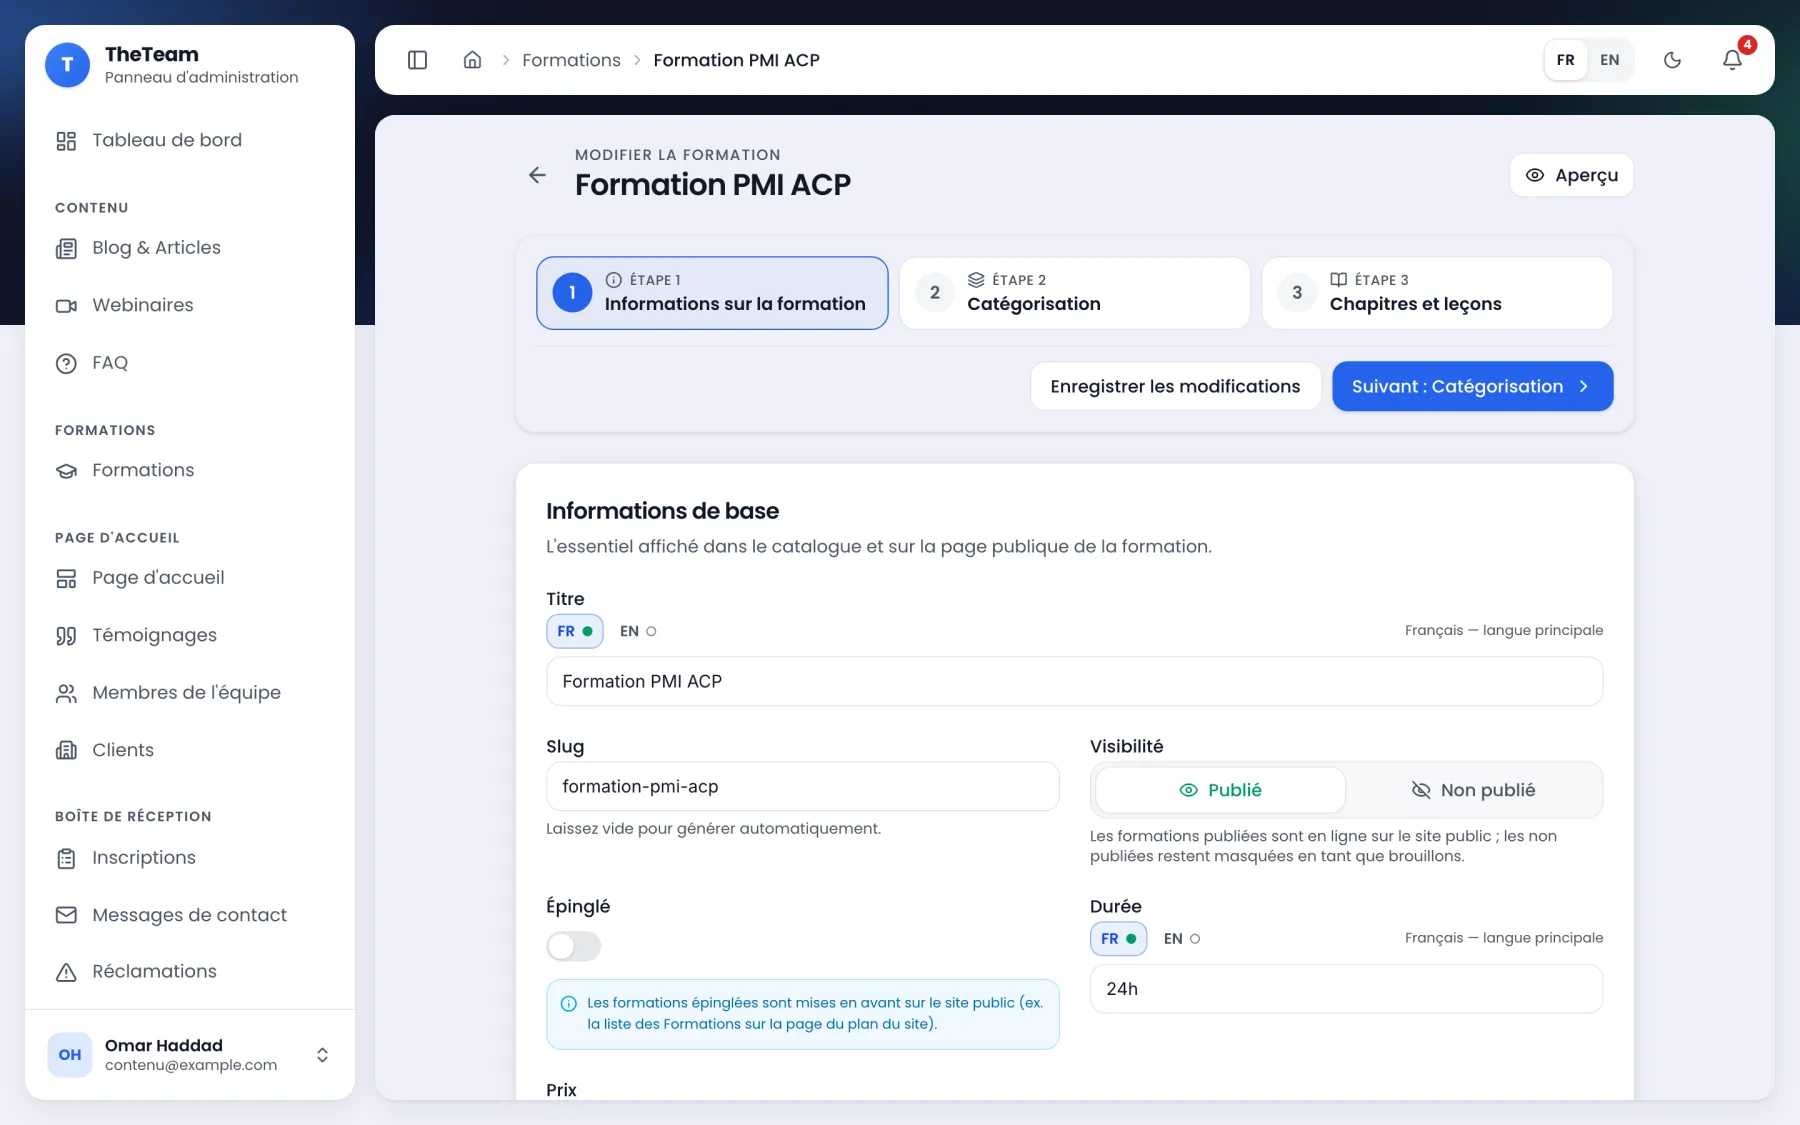 T
TheTeam
Panneau d'administration
Tableau de bord
CONTENU
Blog & Articles
Webinaires
FAQ
FORMATIONS
Formations
PAGE D'ACCUEIL
Page d'accueil
Témoignages
Membres de l'équipe
Clients
BOÎTE DE RÉCEPTION
Inscriptions
Messages de contact
Réclamations
OH
Omar Haddad
contenu@example.com
Formations
Formation PMI ACP
FR
EN
4
MODIFIER LA FORMATION
Formation PMI ACP
Aperçu
1
ÉTAPE 1
Informations sur la formation
2
ÉTAPE 2
Catégorisation
3
ÉTAPE 3
Chapitres et leçons
Enregistrer les modifications
Suivant : Catégorisation
Informations de base
L'essentiel affiché dans le catalogue et sur la page publique de la formation.
Titre
FR
EN
Français — langue principale
Formation PMI ACP
Slug
formation-pmi-acp
Laissez vide pour générer automatiquement.
Visibilité
Publié
Non publié
Les formations publiées sont en ligne sur le site public ; les non
publiées restent masquées en tant que brouillons.
Épinglé
Les formations épinglées sont mises en avant sur le site public (ex.
la liste des Formations sur la page du plan du site).
Durée
FR
EN
Français — langue principale
24h
Prix